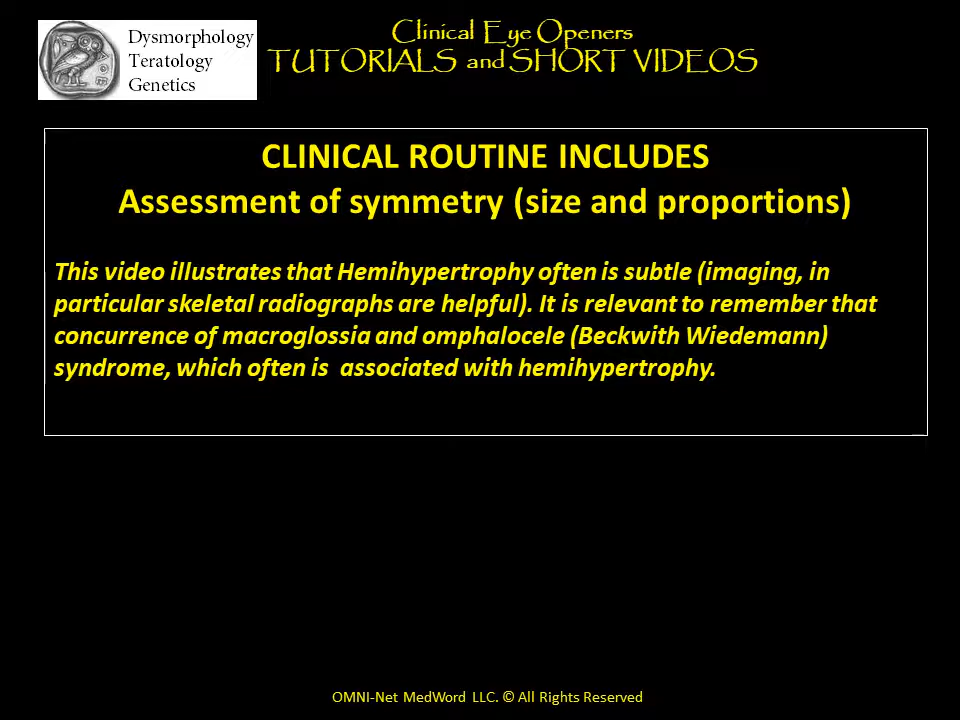 Dysmorphology
Teratology
Genetics
Clinical Eye Openers
TUTORIALS and SHORT VIDEOS
CLINICAL ROUTINE INCLUDES
Assessment of symmetry (size and proportions)
This video illustrates that Hemihypertrophy often is subtle (imaging, in
particular skeletal radiographs are helpful). It is relevant to remember that
concurrence of macroglossia and omphalocele (Beckwith Wiedemann)
syndrome, which often is  associated with hemihypertrophy.
OMNI-Net MedWord LLC. © All Rights Reserved